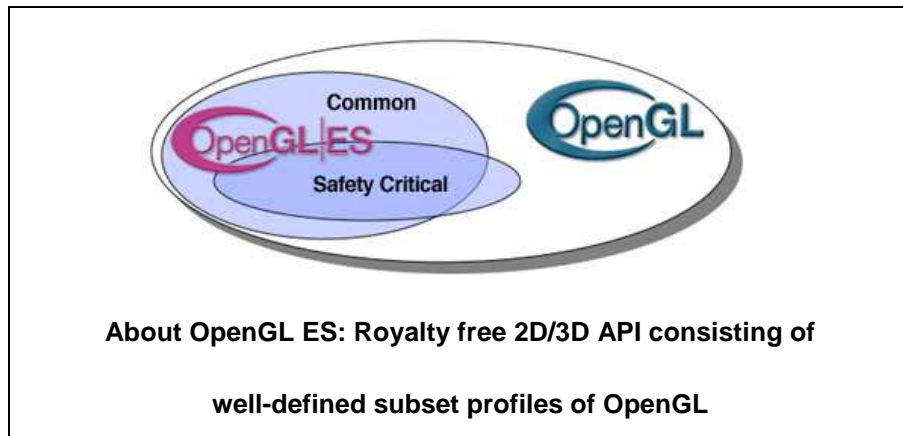 Common
OpenGL|ES
OpenGL
Safety Critical
About OpenGL ES: Royalty free 2D/3D API consisting of
well-defined subset profiles of OpenGL